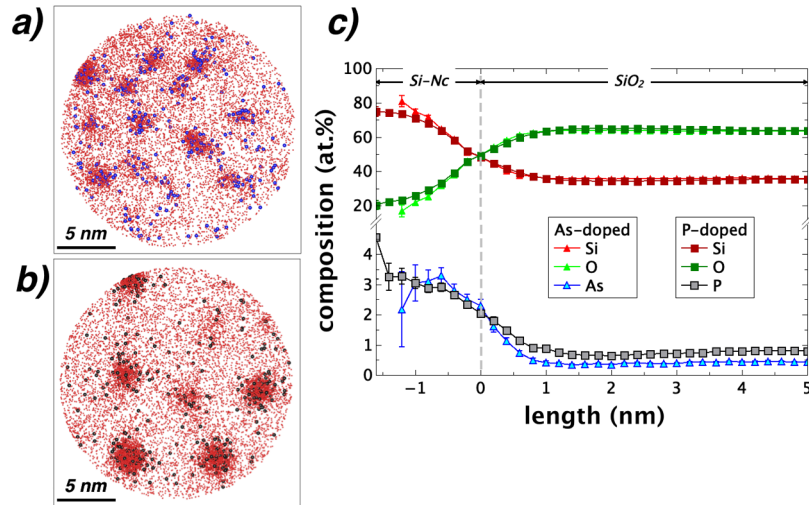 a)
5 nm
b)
5 nm
c)
Si-Nc
SiO2
100
80
60
40
20
4
3
2
1
0
composition (at.%)
As-doped
Si
O
As
P-doped
Si
O
P
−1
0
1
2
3
4
5
length (nm)